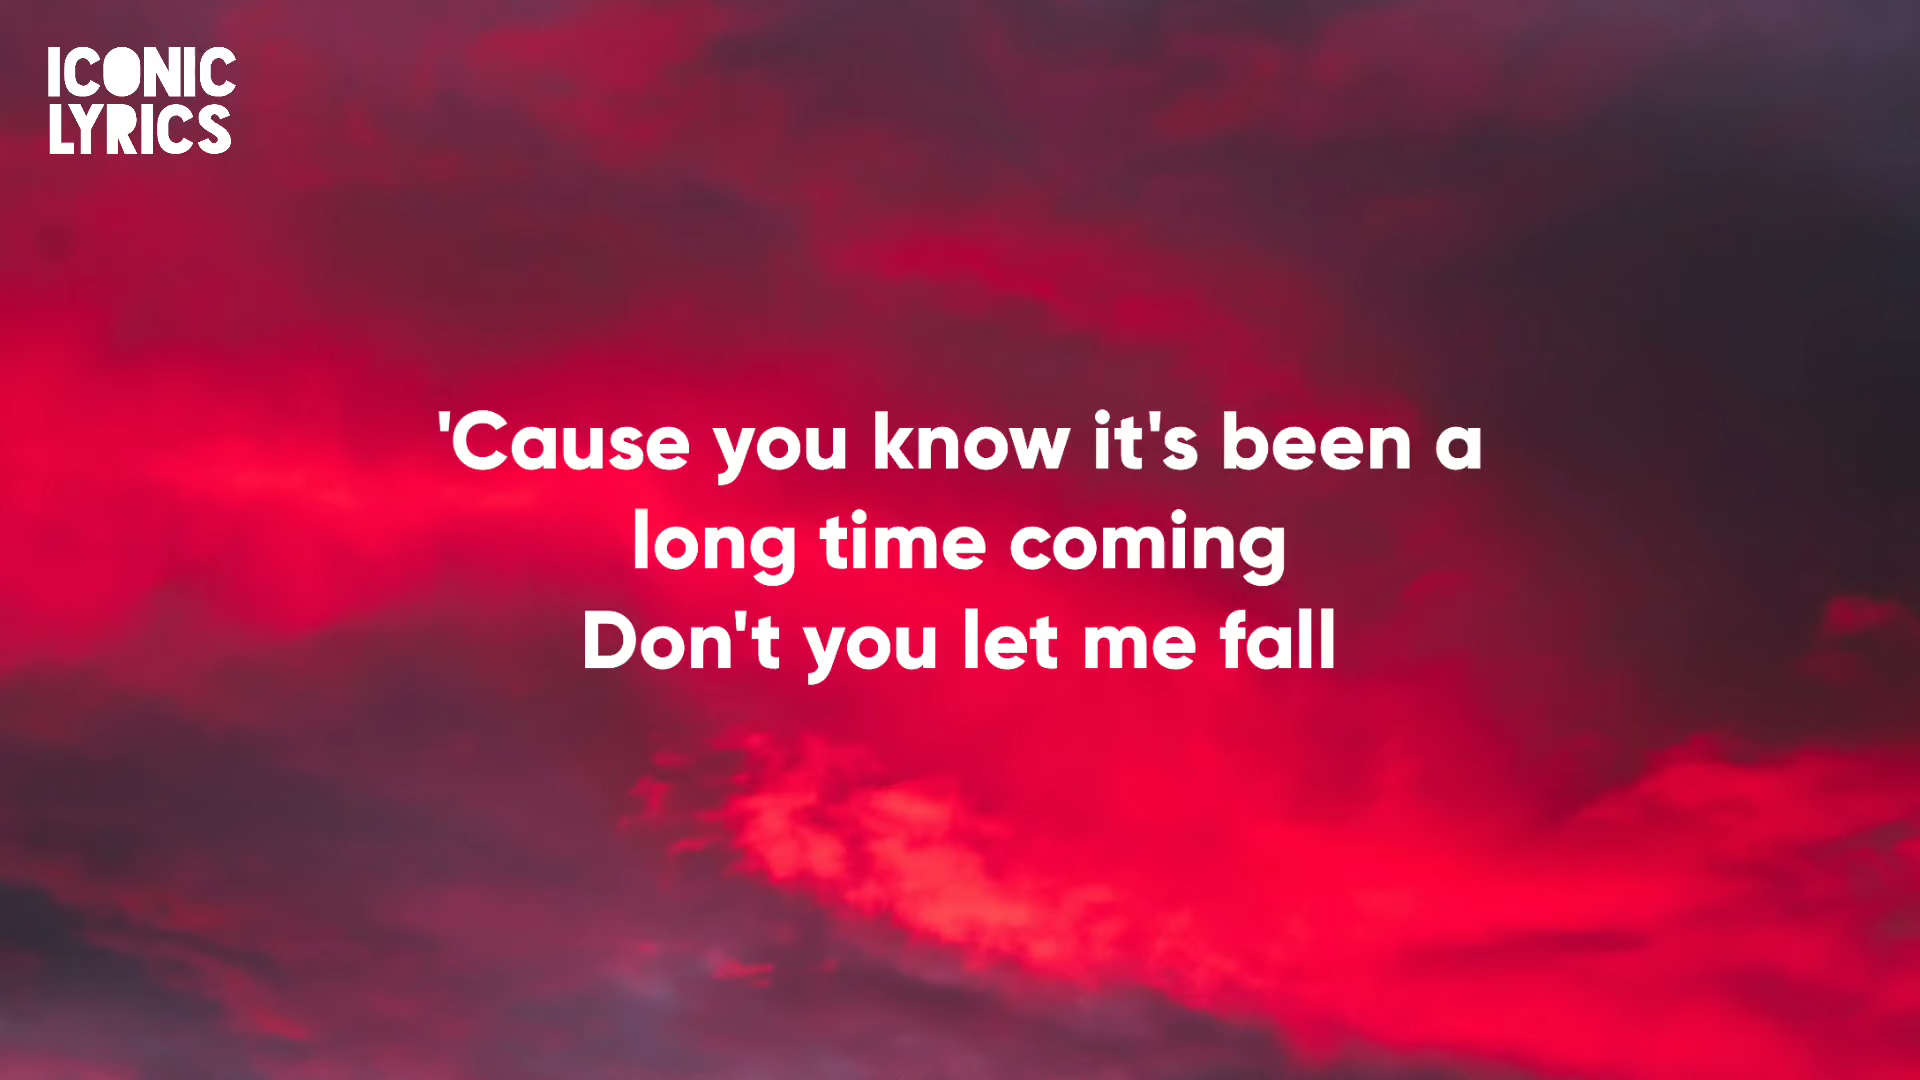 ICONIC
LYRICS
'Cause you know it's been a
long time coming
Don't you let me fall